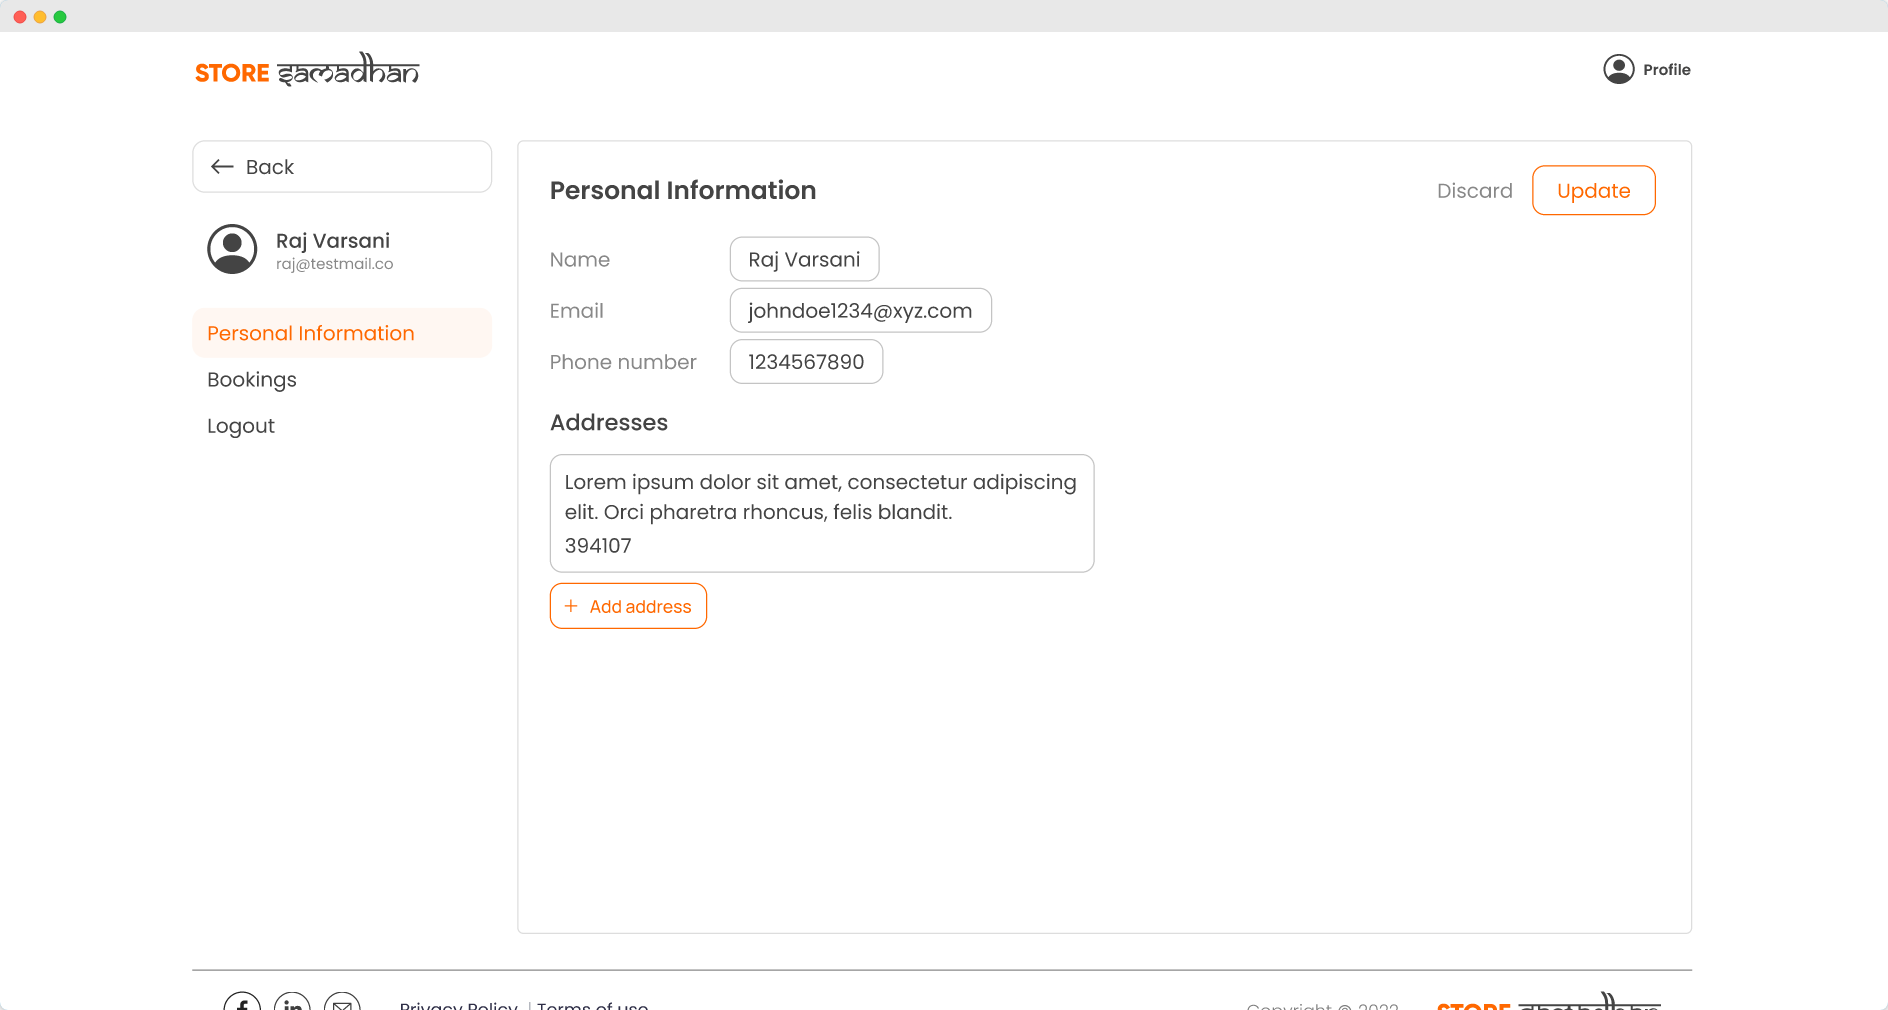 STORE samadhan
Profile
Back
Raj Varsani
raj@testmail.co
Personal Information
Bookings
Logout
Personal Information
Discard
Update
Name
Raj Varsani
Email
johndoe1234@xyz.com
Phone number
1234567890
Addresses
Lorem ipsum dolor sit amet, consectetur adipiscing
elit. Orci pharetra rhoncus, felis blandit.
394107
+ Add address
Privacy Policy | Terms of use
Copyright @ 2022
STORE